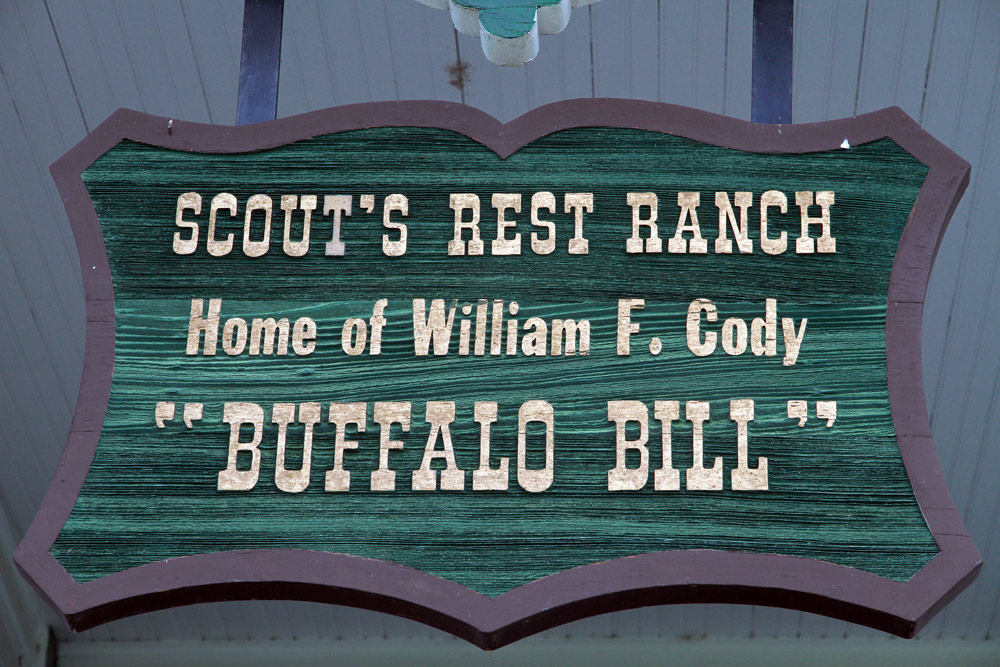 SCOUT'S REST RANCH
Home of William F. Cody
"BUFFALO BILL"